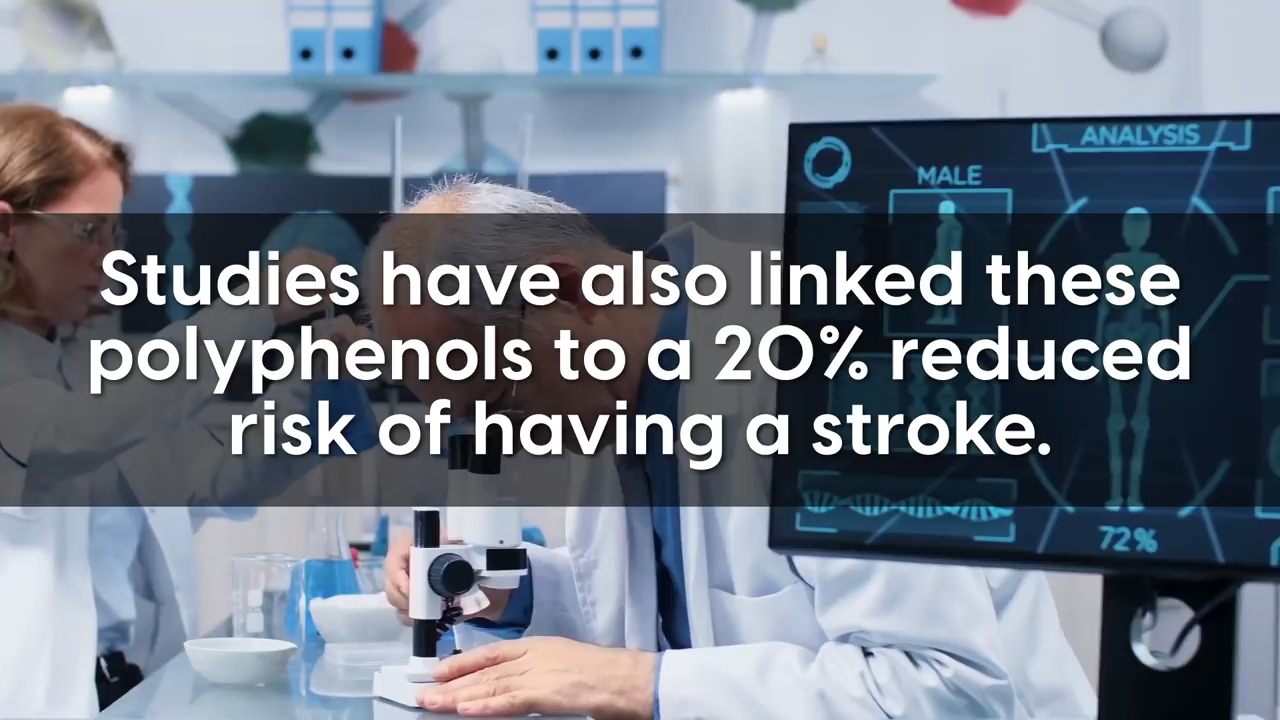 ANALYSIS
MALE
Studies have also linked these
polyphenols to a 20% reduced
risk of having a stroke.
72%